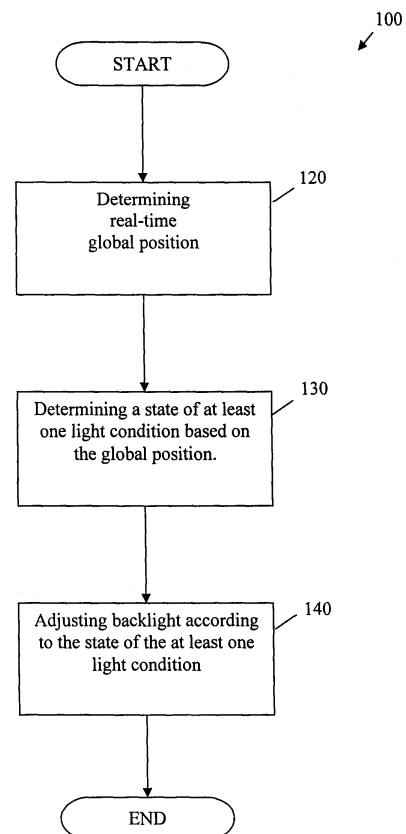 100
START
120
Determining
real-time
global position
130
Determining a state of at least
one light condition based on
the global position.
140
Adjusting backlight according
to the state of the at least one
light condition
END